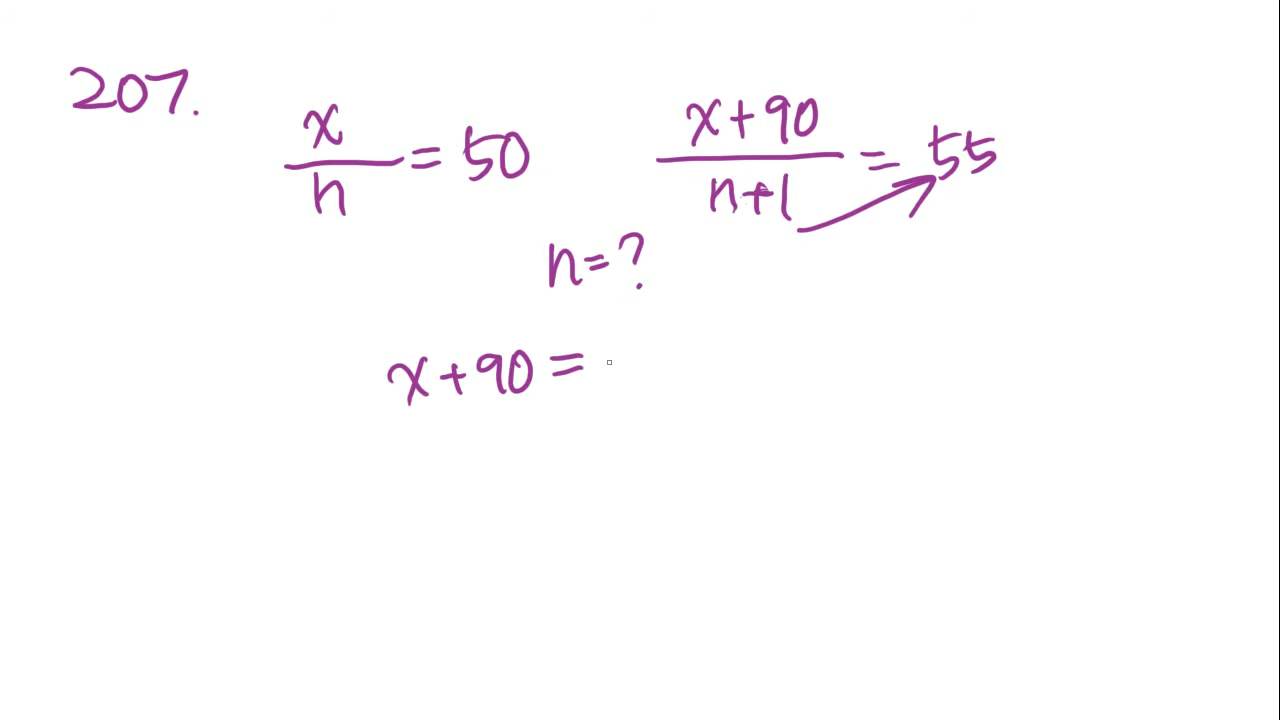 207.
x/n = 50
(x+90)/(n+1) = 55
n = ?
x+90 =